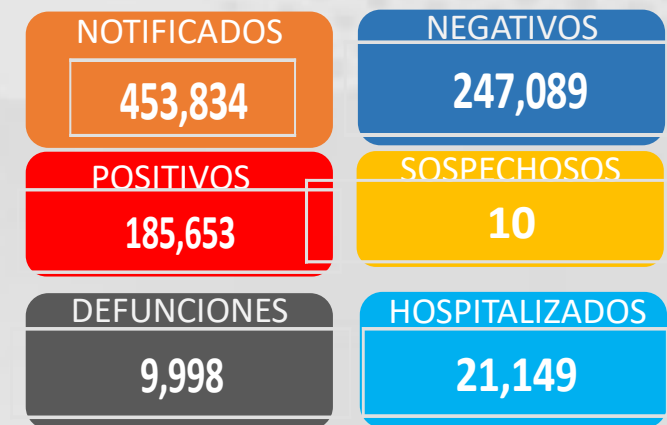 NOTIFICADOS
453,834
NEGATIVOS
247,089
POSITIVOS
185,653
SOSPECHOSOS
10
DEFUNCIONES
9,998
HOSPITALIZADOS
21,149